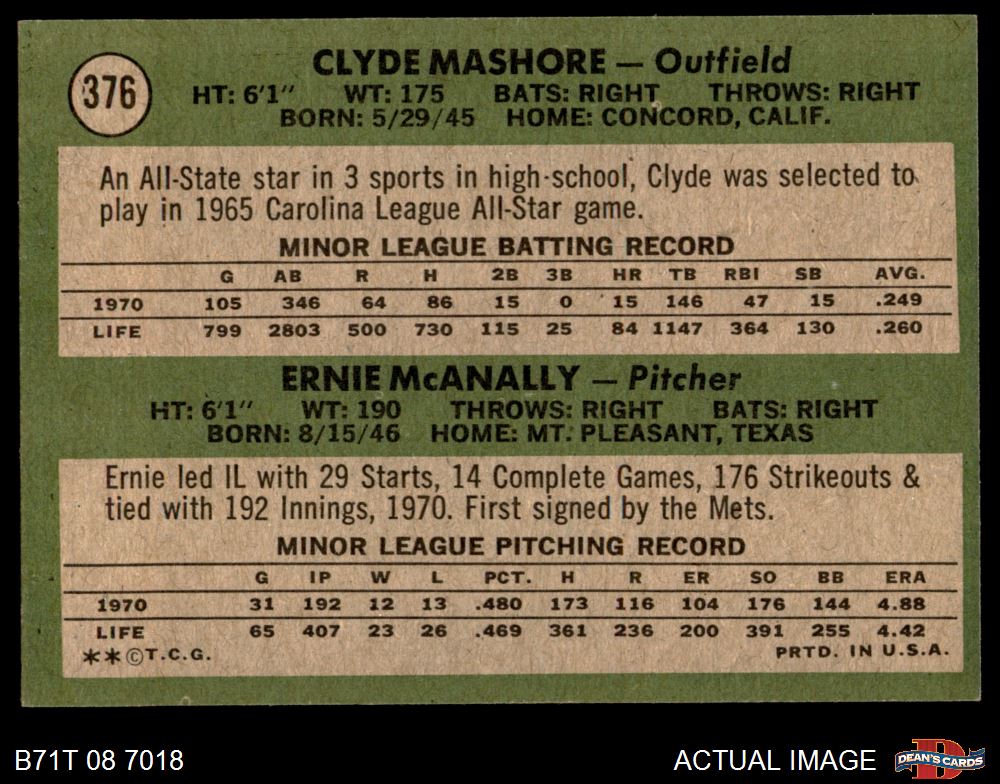 376
CLYDE MASHORE — Outfield
HT: 6'1" WT: 175 BATS: RIGHT THROWS: RIGHT
BORN: 5/29/45 HOME: CONCORD, CALIF.
An All-State star in 3 sports in high-school, Clyde was selected to
play in 1965 Carolina League All-Star game.
MINOR LEAGUE BATTING RECORD
G AB R H 2B 3B HR TB RBI SB AVG.
1970 105 346 64 86 15 0 15 146 47 15 .249
LIFE 799 2803 500 730 115 25 84 1147 364 130 .260
ERNIE McANALLY — Pitcher
HT: 6'1" WT: 190 THROWS: RIGHT BATS: RIGHT
BORN: 8/15/46 HOME: MT. PLEASANT, TEXAS
Ernie led IL with 29 Starts, 14 Complete Games, 176 Strikeouts &
tied with 192 Innings, 1970. First signed by the Mets.
MINOR LEAGUE PITCHING RECORD
G IP W L PCT. H R ER SO BB ERA
1970 31 192 12 13 .480 173 116 104 176 144 4.88
LIFE 65 407 23 26 .469 361 236 200 391 255 4.42
**©T.C.G. PRTD. IN U.S.A.
B71T 08 7018 ACTUAL IMAGE D DEAN'S CARDS